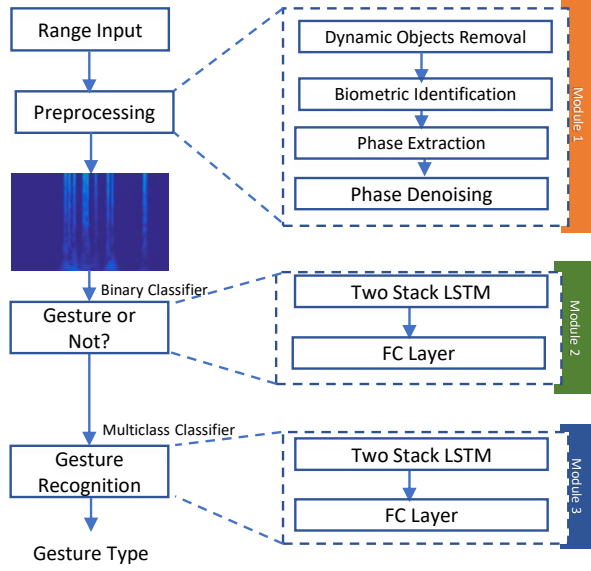 Range Input
Preprocessing
Dynamic Objects Removal
Biometric Identification
Phase Extraction
Phase Denoising
Module 1
Binary Classifier
Gesture or
Not?
Two Stack LSTM
FC Layer
Module 2
Multiclass Classifier
Gesture
Recognition
Two Stack LSTM
FC Layer
Module 3
Gesture Type